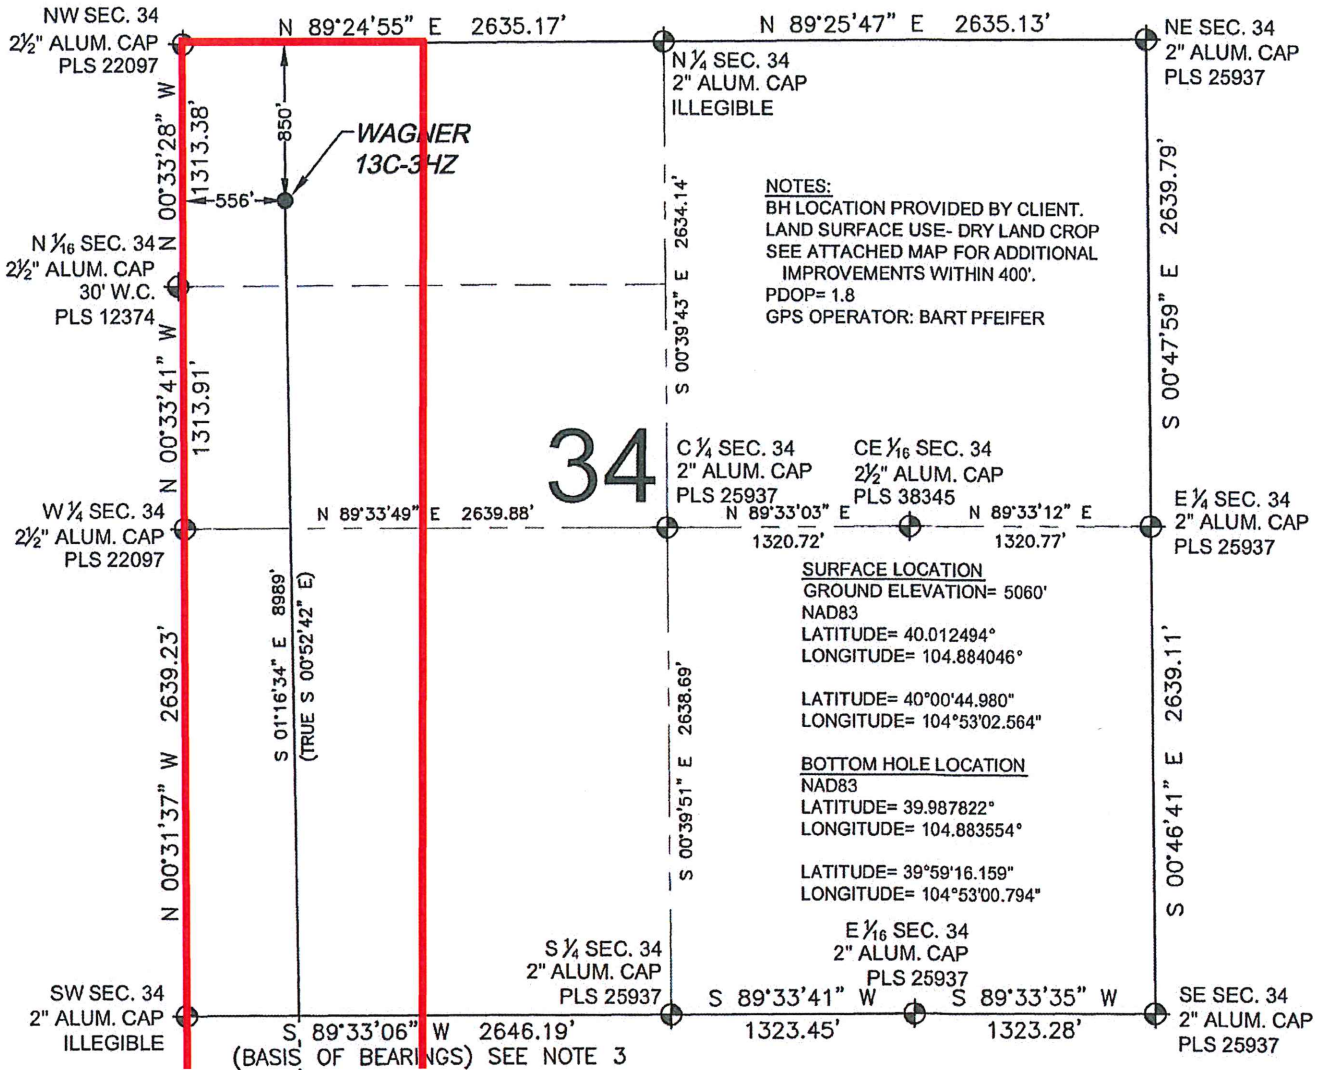 NW SEC. 34
2½" ALUM. CAP
PLS 22097
N 89°24'55" E 2635.17'
N 89°25'47" E 2635.13'
NE SEC. 34
2" ALUM. CAP
PLS 25937
N ¼ SEC. 34
2" ALUM. CAP
ILLEGIBLE
N 00°33'28" W
1313.38'
850'
WAGNER
13C-3HZ
556'
S 00°39'43" E 2634.14'
NOTES:
BH LOCATION PROVIDED BY CLIENT.
LAND SURFACE USE- DRY LAND CROP
SEE ATTACHED MAP FOR ADDITIONAL
IMPROVEMENTS WITHIN 400'.
PDOP= 1.8
GPS OPERATOR: BART PFEIFER
S 00°47'59" E 2639.79'
N 1⁄16 SEC. 34
2½" ALUM. CAP
30' W.C.
PLS 12374
N 00°33'41" W
1313.91'
34
C ¼ SEC. 34
2" ALUM. CAP
PLS 25937
CE 1⁄16 SEC. 34
2½" ALUM. CAP
PLS 38345
W ¼ SEC. 34
2½" ALUM. CAP
PLS 22097
N 89°33'49" E 2639.88'
N 89°33'03" E
1320.72'
N 89°33'12" E
1320.77'
E ¼ SEC. 34
2" ALUM. CAP
PLS 25937
S 01°16'34" E 8989'
(TRUE S 00°52'42" E)
SURFACE LOCATION
GROUND ELEVATION= 5060'
NAD83
LATITUDE= 40.012494°
LONGITUDE= 104.884046°
LATITUDE= 40°00'44.980"
LONGITUDE= 104°53'02.564"
BOTTOM HOLE LOCATION
NAD83
LATITUDE= 39.987822°
LONGITUDE= 104.883554°
LATITUDE= 39°59'16.159"
LONGITUDE= 104°53'00.794"
N 00°31'37" W 2639.23'
S 00°39'51" E 2638.69'
S 00°46'41" E 2639.11'
S ¼ SEC. 34
2" ALUM. CAP
PLS 25937
E 1⁄16 SEC. 34
2" ALUM. CAP
PLS 25937
SW SEC. 34
2" ALUM. CAP
ILLEGIBLE
S 89°33'06" W 2646.19'
(BASIS OF BEARINGS) SEE NOTE 3
S 89°33'41" W
1323.45'
S 89°33'35" W
1323.28'
SE SEC. 34
2" ALUM. CAP
PLS 25937